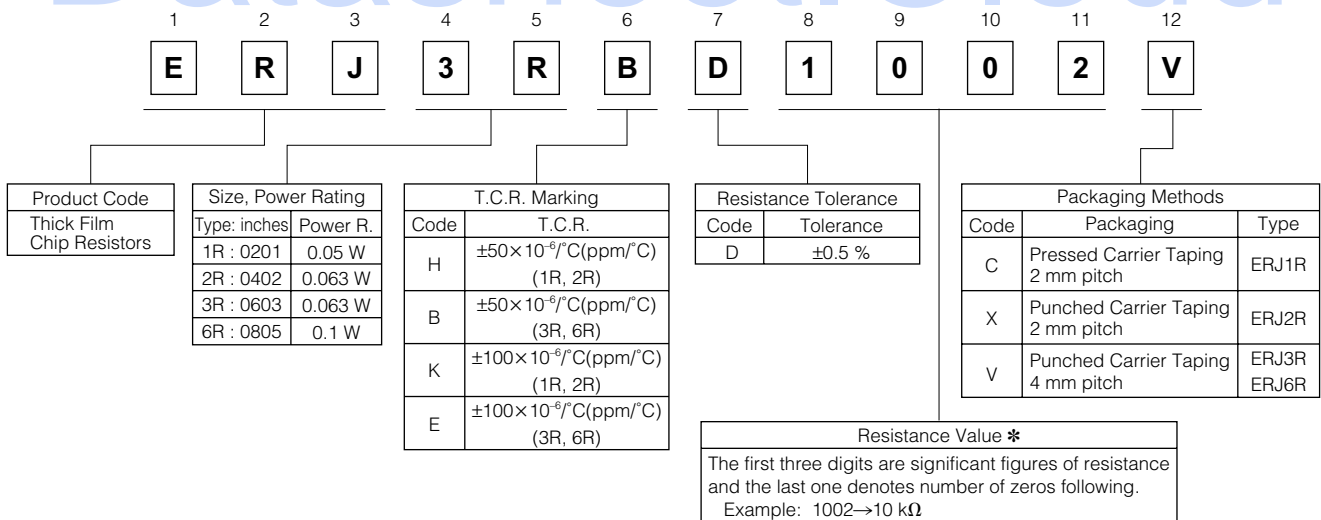 1 2 3 4 5 6 7 8 9 10 11 12
E R J 3 R B D 1 0 0 2 V
Product Code
Thick Film
Chip Resistors
Size, Power Rating
Type: inches Power R.
1R : 0201 0.05 W
2R : 0402 0.063 W
3R : 0603 0.063 W
6R : 0805 0.1 W
T.C.R. Marking
Code T.C.R.
H ±50×10⁻⁶/˚C(ppm/˚C)
(1R, 2R)
B ±50×10⁻⁶/˚C(ppm/˚C)
(3R, 6R)
K ±100×10⁻⁶/˚C(ppm/˚C)
(1R, 2R)
E ±100×10⁻⁶/˚C(ppm/˚C)
(3R, 6R)
Resistance Tolerance
Code Tolerance
D ±0.5 %
Packaging Methods
Code Packaging Type
C Pressed Carrier Taping
2 mm pitch ERJ1R
X Punched Carrier Taping
2 mm pitch ERJ2R
V Punched Carrier Taping ERJ3R
4 mm pitch ERJ6R
Resistance Value ✻
The first three digits are significant figures of resistance
and the last one denotes number of zeros following.
Example: 1002→10 kΩ